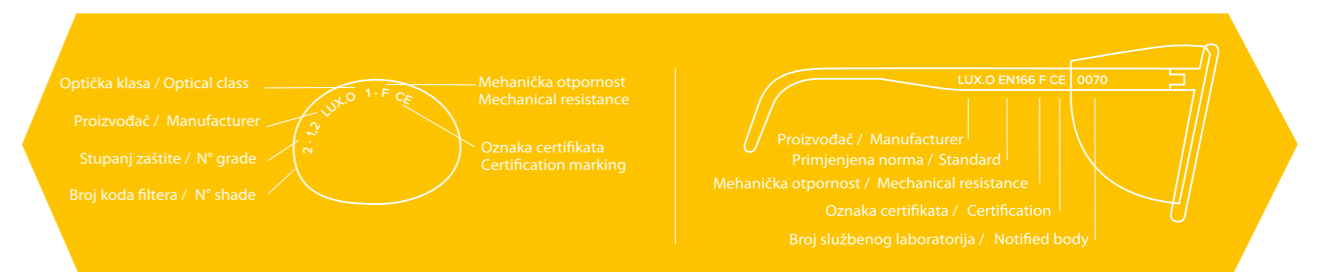 Optička klasa / Optical class
Proizvođač / Manufacturer
Stupanj zaštite / N° grade
Broj koda filtera / N° shade
2 - 1,2 LUX.O 1 - F CE
Mehanička otpornost
Mechanical resistance
Oznaka certifikata
Certification marking
LUX.O EN166 F CE 0070
Proizvođač / Manufacturer
Primjenjena norma / Standard
Mehanička otpornost / Mechanical resistance
Oznaka certifikata / Certification
Broj službenog laboratorija / Notified body